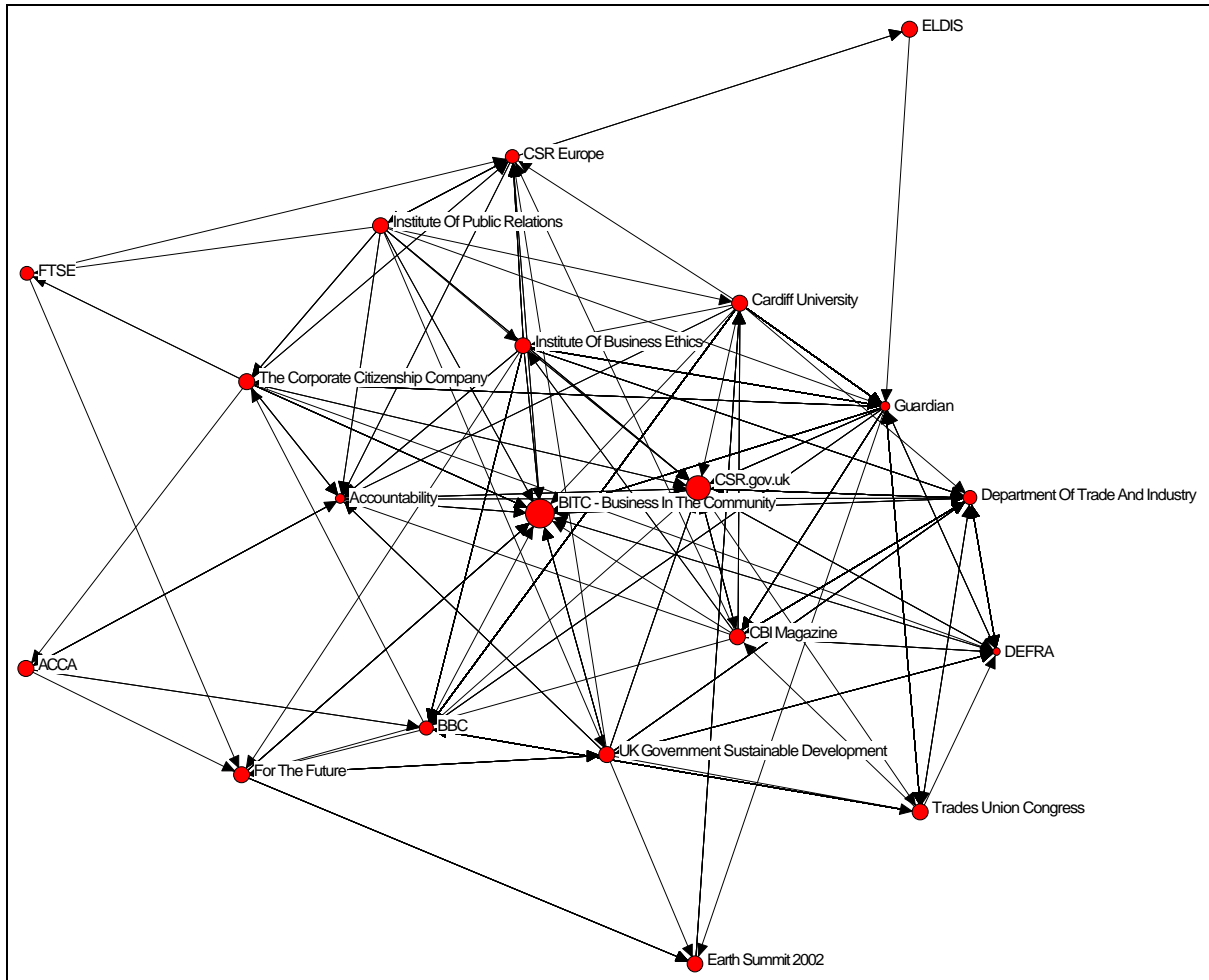 ELDIS
CSR Europe
Institute Of Public Relations
FTSE
Cardiff University
Institute Of Business Ethics
The Corporate Citizenship Company
Guardian
CSR.gov.uk
Accountability
BITC - Business In The Community
Department Of Trade And Industry
CBI Magazine
DEFRA
ACCA
BBC
UK Government Sustainable Development
For The Future
Trades Union Congress
Earth Summit 2002